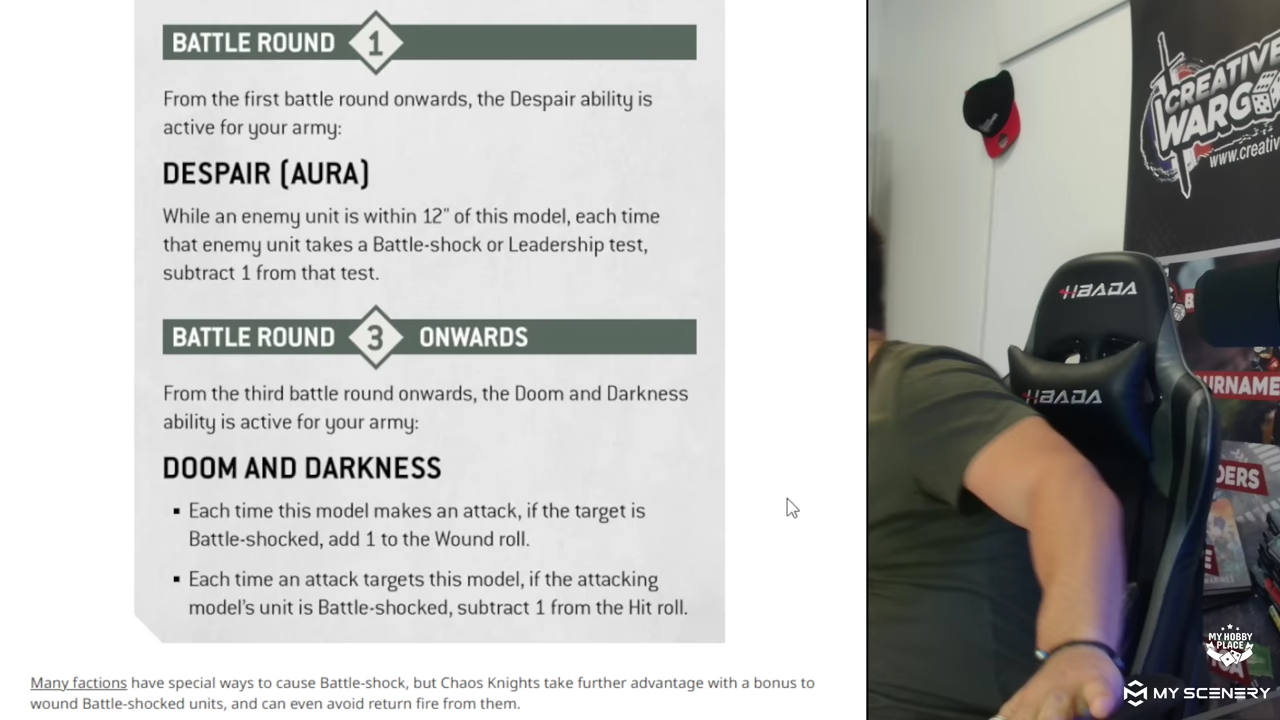 BATTLE ROUND 1
From the first battle round onwards, the Despair ability is
active for your army:
DESPAIR (AURA)
While an enemy unit is within 12" of this model, each time
that enemy unit takes a Battle-shock or Leadership test,
subtract 1 from that test.
BATTLE ROUND 3 ONWARDS
From the third battle round onwards, the Doom and Darkness
ability is active for your army:
DOOM AND DARKNESS
▪ Each time this model makes an attack, if the target is
Battle-shocked, add 1 to the Wound roll.
▪ Each time an attack targets this model, if the attacking
model's unit is Battle-shocked, subtract 1 from the Hit roll.
Many factions have special ways to cause Battle-shock, but Chaos Knights take further advantage with a bonus to
wound Battle-shocked units, and can even avoid return fire from them.
CREATIVE
WARG
www.creativ
HBADA
HBADA
URNAME
DERS
MY HOBBY
PLACE
MY SCENERY